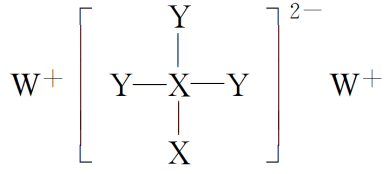 Y
2−
W+ [ Y—X—Y ] W+
X